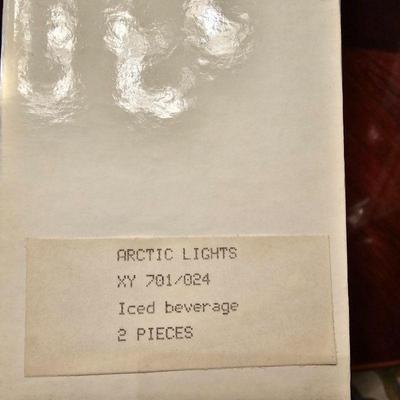 ARCTIC LIGHTS
XY 701/024
Iced beverage
2 PIECES